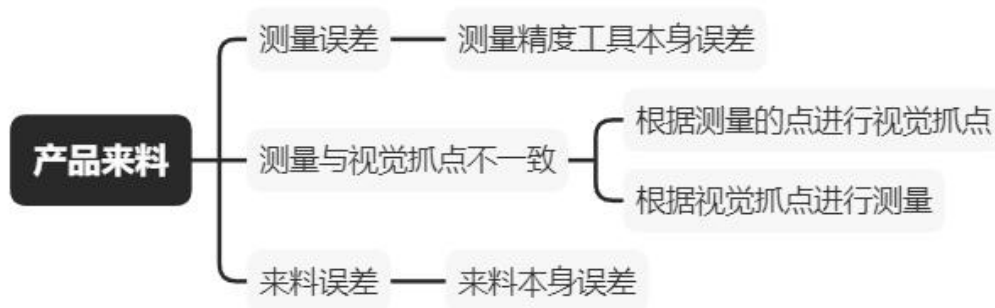 产品来料
测量误差
测量精度工具本身误差
测量与视觉抓点不一致
根据测量的点进行视觉抓点
根据视觉抓点进行测量
来料误差
来料本身误差